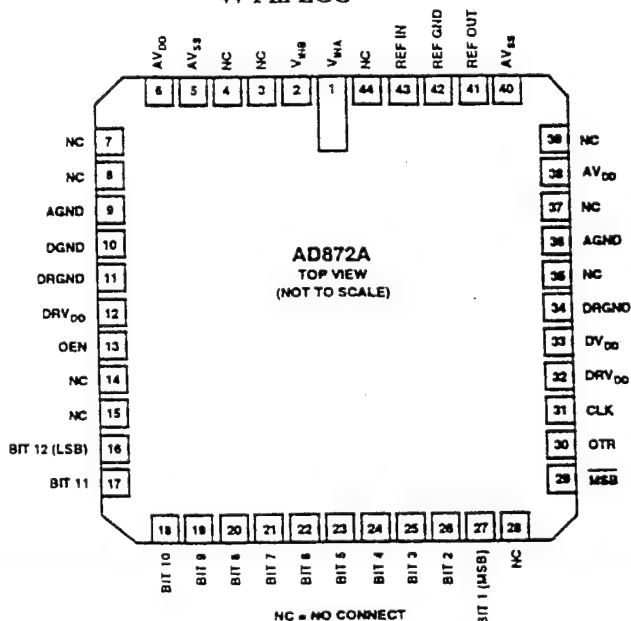 AV_DD AV_SS NC NC V_INB V_INA NC REF IN REF GND REF OUT AV_SS
6 5 4 3 2 1 44 43 42 41 40
NC 7
NC 8
AGND 9
DGND 10
DRGND 11
DRV_DD 12
OEN 13
NC 14
NC 15
BIT 12 (LSB) 16
BIT 11 17
AD872A
TOP VIEW
(NOT TO SCALE)
39 NC
38 AV_DD
37 NC
36 AGND
35 NC
34 DRGND
33 DV_DD
32 DRV_DD
31 CLK
30 OTR
29 MSB
18 19 20 21 22 23 24 25 26 27 28
BIT 10 BIT 9 BIT 8 BIT 7 BIT 6 BIT 5 BIT 4 BIT 3 BIT 2 BIT 1 (MSB) NC
NC = NO CONNECT